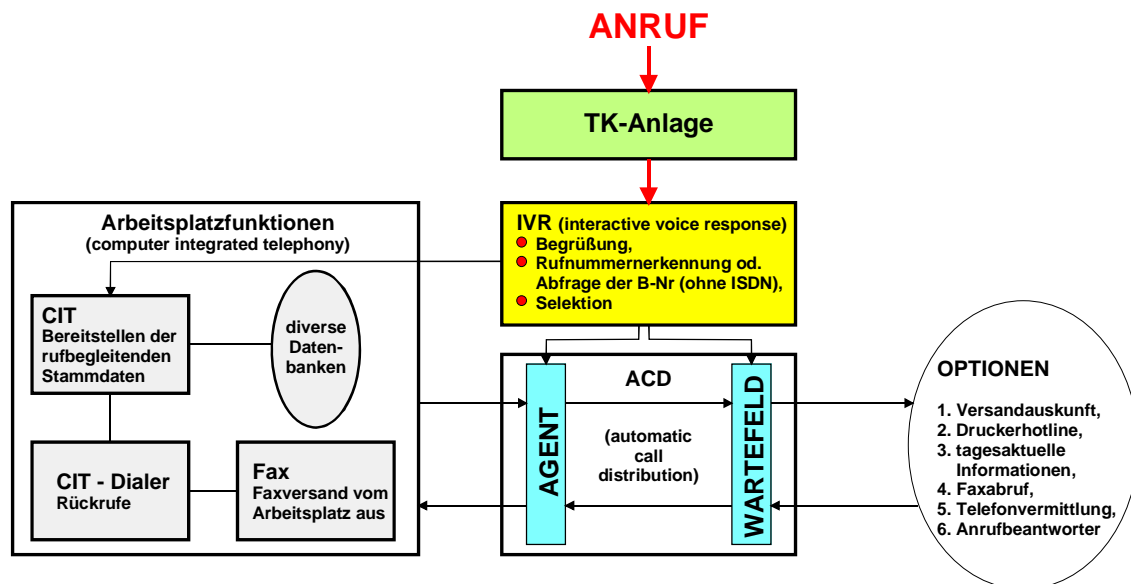 ANRUF
TK-Anlage
Arbeitsplatzfunktionen
(computer integrated telephony)
IVR (interactive voice response)
Begrüßung,
Rufnummernerkennung od.
Abfrage der B-Nr (ohne ISDN),
Selektion
CIT
Bereitstellen der
rufbegleitenden
Stammdaten
diverse
Daten-
banken
CIT - Dialer
Rückrufe
Fax
Faxversand vom
Arbeitsplatz aus
AGENT
ACD
(automatic
call
distribution)
WARTEFELD
OPTIONEN
1. Versandauskunft,
2. Druckerhotline,
3. tagesaktuelle
Informationen,
4. Faxabruf,
5. Telefonvermittlung,
6. Anrufbeantworter